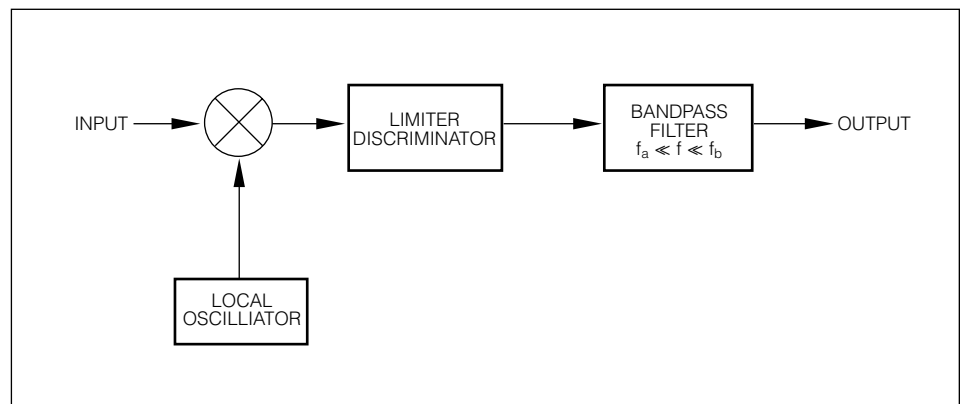 INPUT
LIMITER
DISCRIMINATOR
BANDPASS
FILTER
fa ≪ f ≪ fb
OUTPUT
LOCAL
OSCILLIATOR